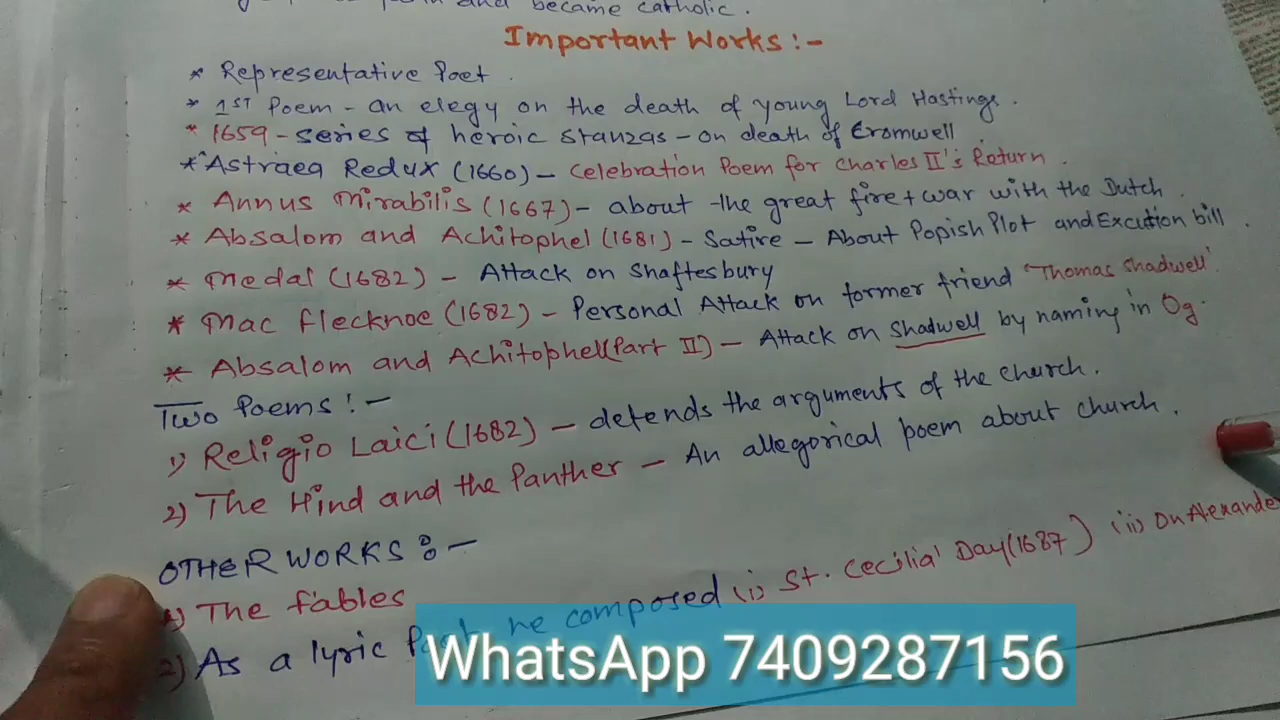 and became catholic.
Important Works :-
* Representative Poet.
* 1ST Poem - an elegy on the death of young Lord Hastings.
* 1659 - series of heroic stanzas - on death of Cromwell
* Astraea Redux (1660) - Celebration Poem for Charles II's Return.
* Annus Mirabilis (1667) - about the great fire + war with the Dutch.
* Absalom and Achitophel (1681) - Satire - About Popish Plot and Excution bill.
* Medal (1682) - Attack on Shaftesbury
* Mac Flecknoe (1682) - Personal Attack on former friend 'Thomas Shadwell'.
* Absalom and Achitophel (Part II) - Attack on Shadwell by naming in Og.
Two Poems :-
1) Religio Laici (1682) - defends the arguments of the church.
2) The Hind and the Panther - An allegorical poem about church.
OTHER WORKS :-
1) The fables
2) As a lyric he composed (i) St. Cecilia' Day (1687) (ii) On Alexande
WhatsApp 7409287156